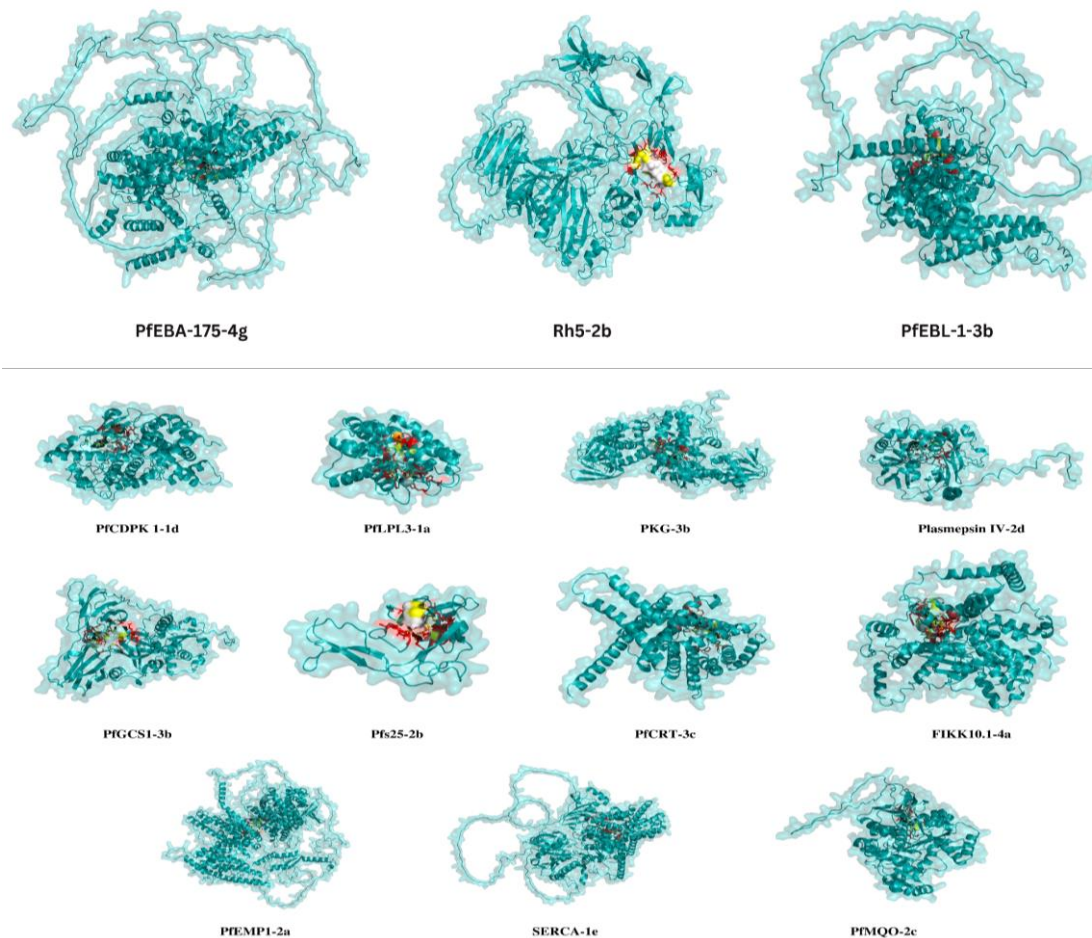 PfEBA-175-4g
Rh5-2b
PfEBL-1-3b
PfCDPK 1-1d
PfLPL3-1a
PKG-3b
Plasmepsin IV-2d
PfGCS1-3b
Pfs25-2b
PfCRT-3c
FIKK10.1-4a
PfEMP1-2a
SERCA-1e
PfMQO-2c